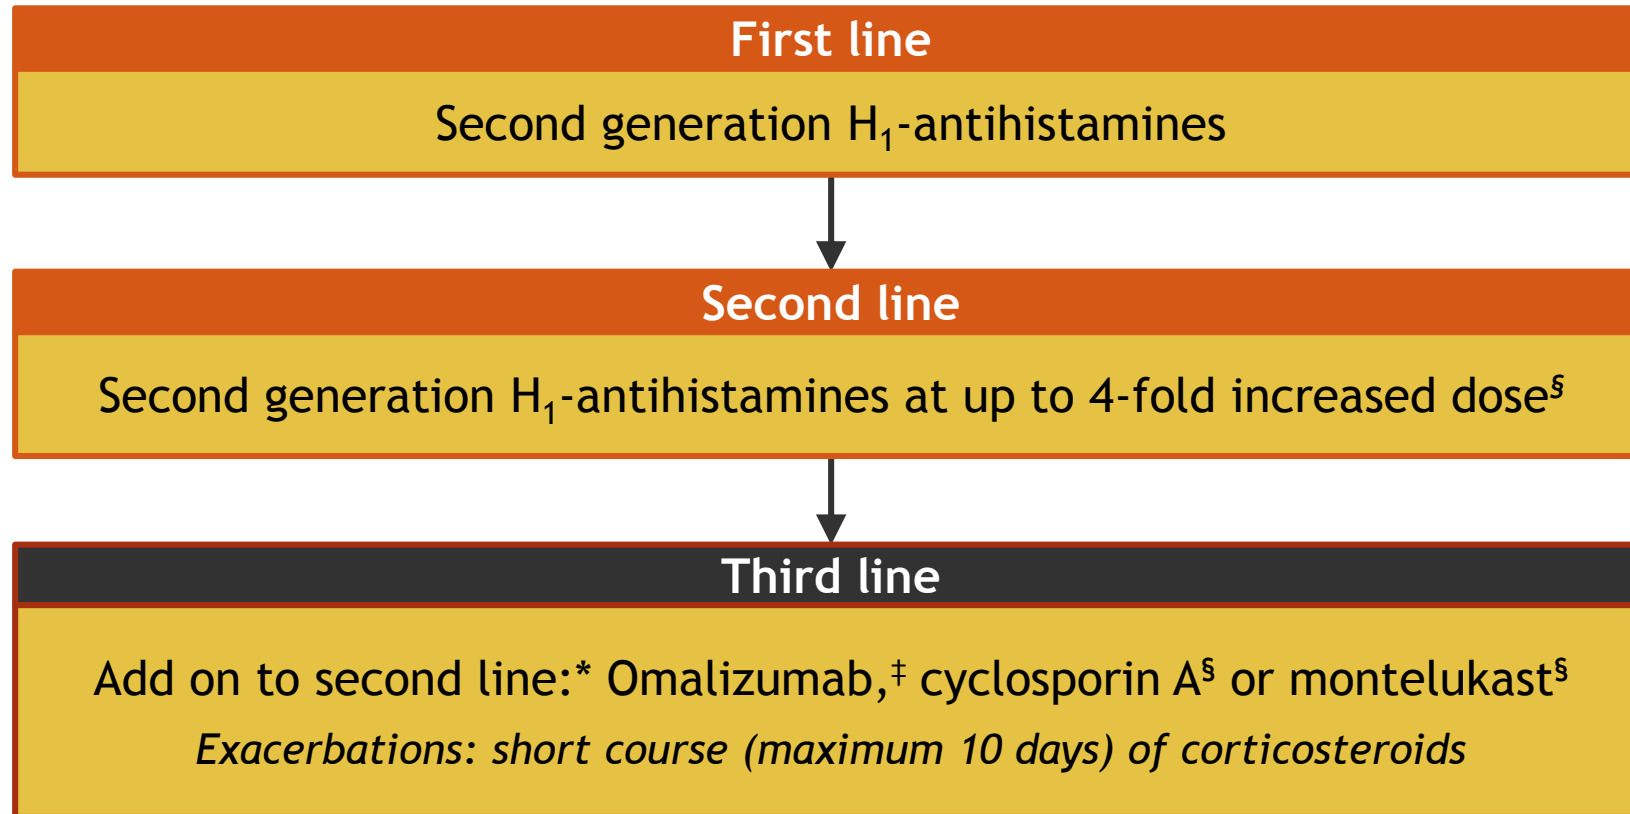 First line
Second generation H₁-antihistamines
Second line
Second generation H₁-antihistamines at up to 4-fold increased dose§
Third line
Add on to second line:* Omalizumab,‡ cyclosporin A§ or montelukast§
Exacerbations: short course (maximum 10 days) of corticosteroids